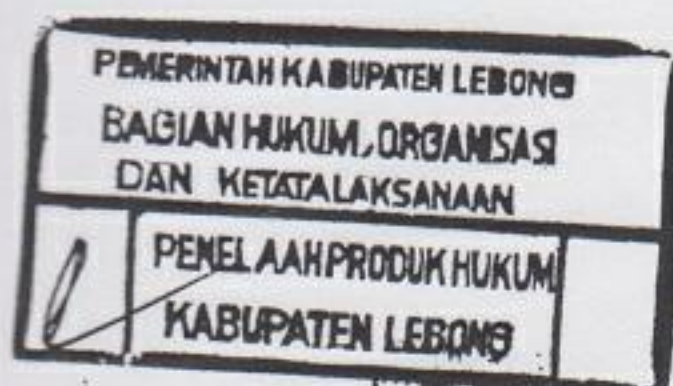 PEMERINTAH KABUPATEN LEBONG
BAGIAN HUKUM, ORGANISASI
DAN KETATALAKSANAAN
PENELAAH PRODUK HUKUM
KABUPATEN LEBONG